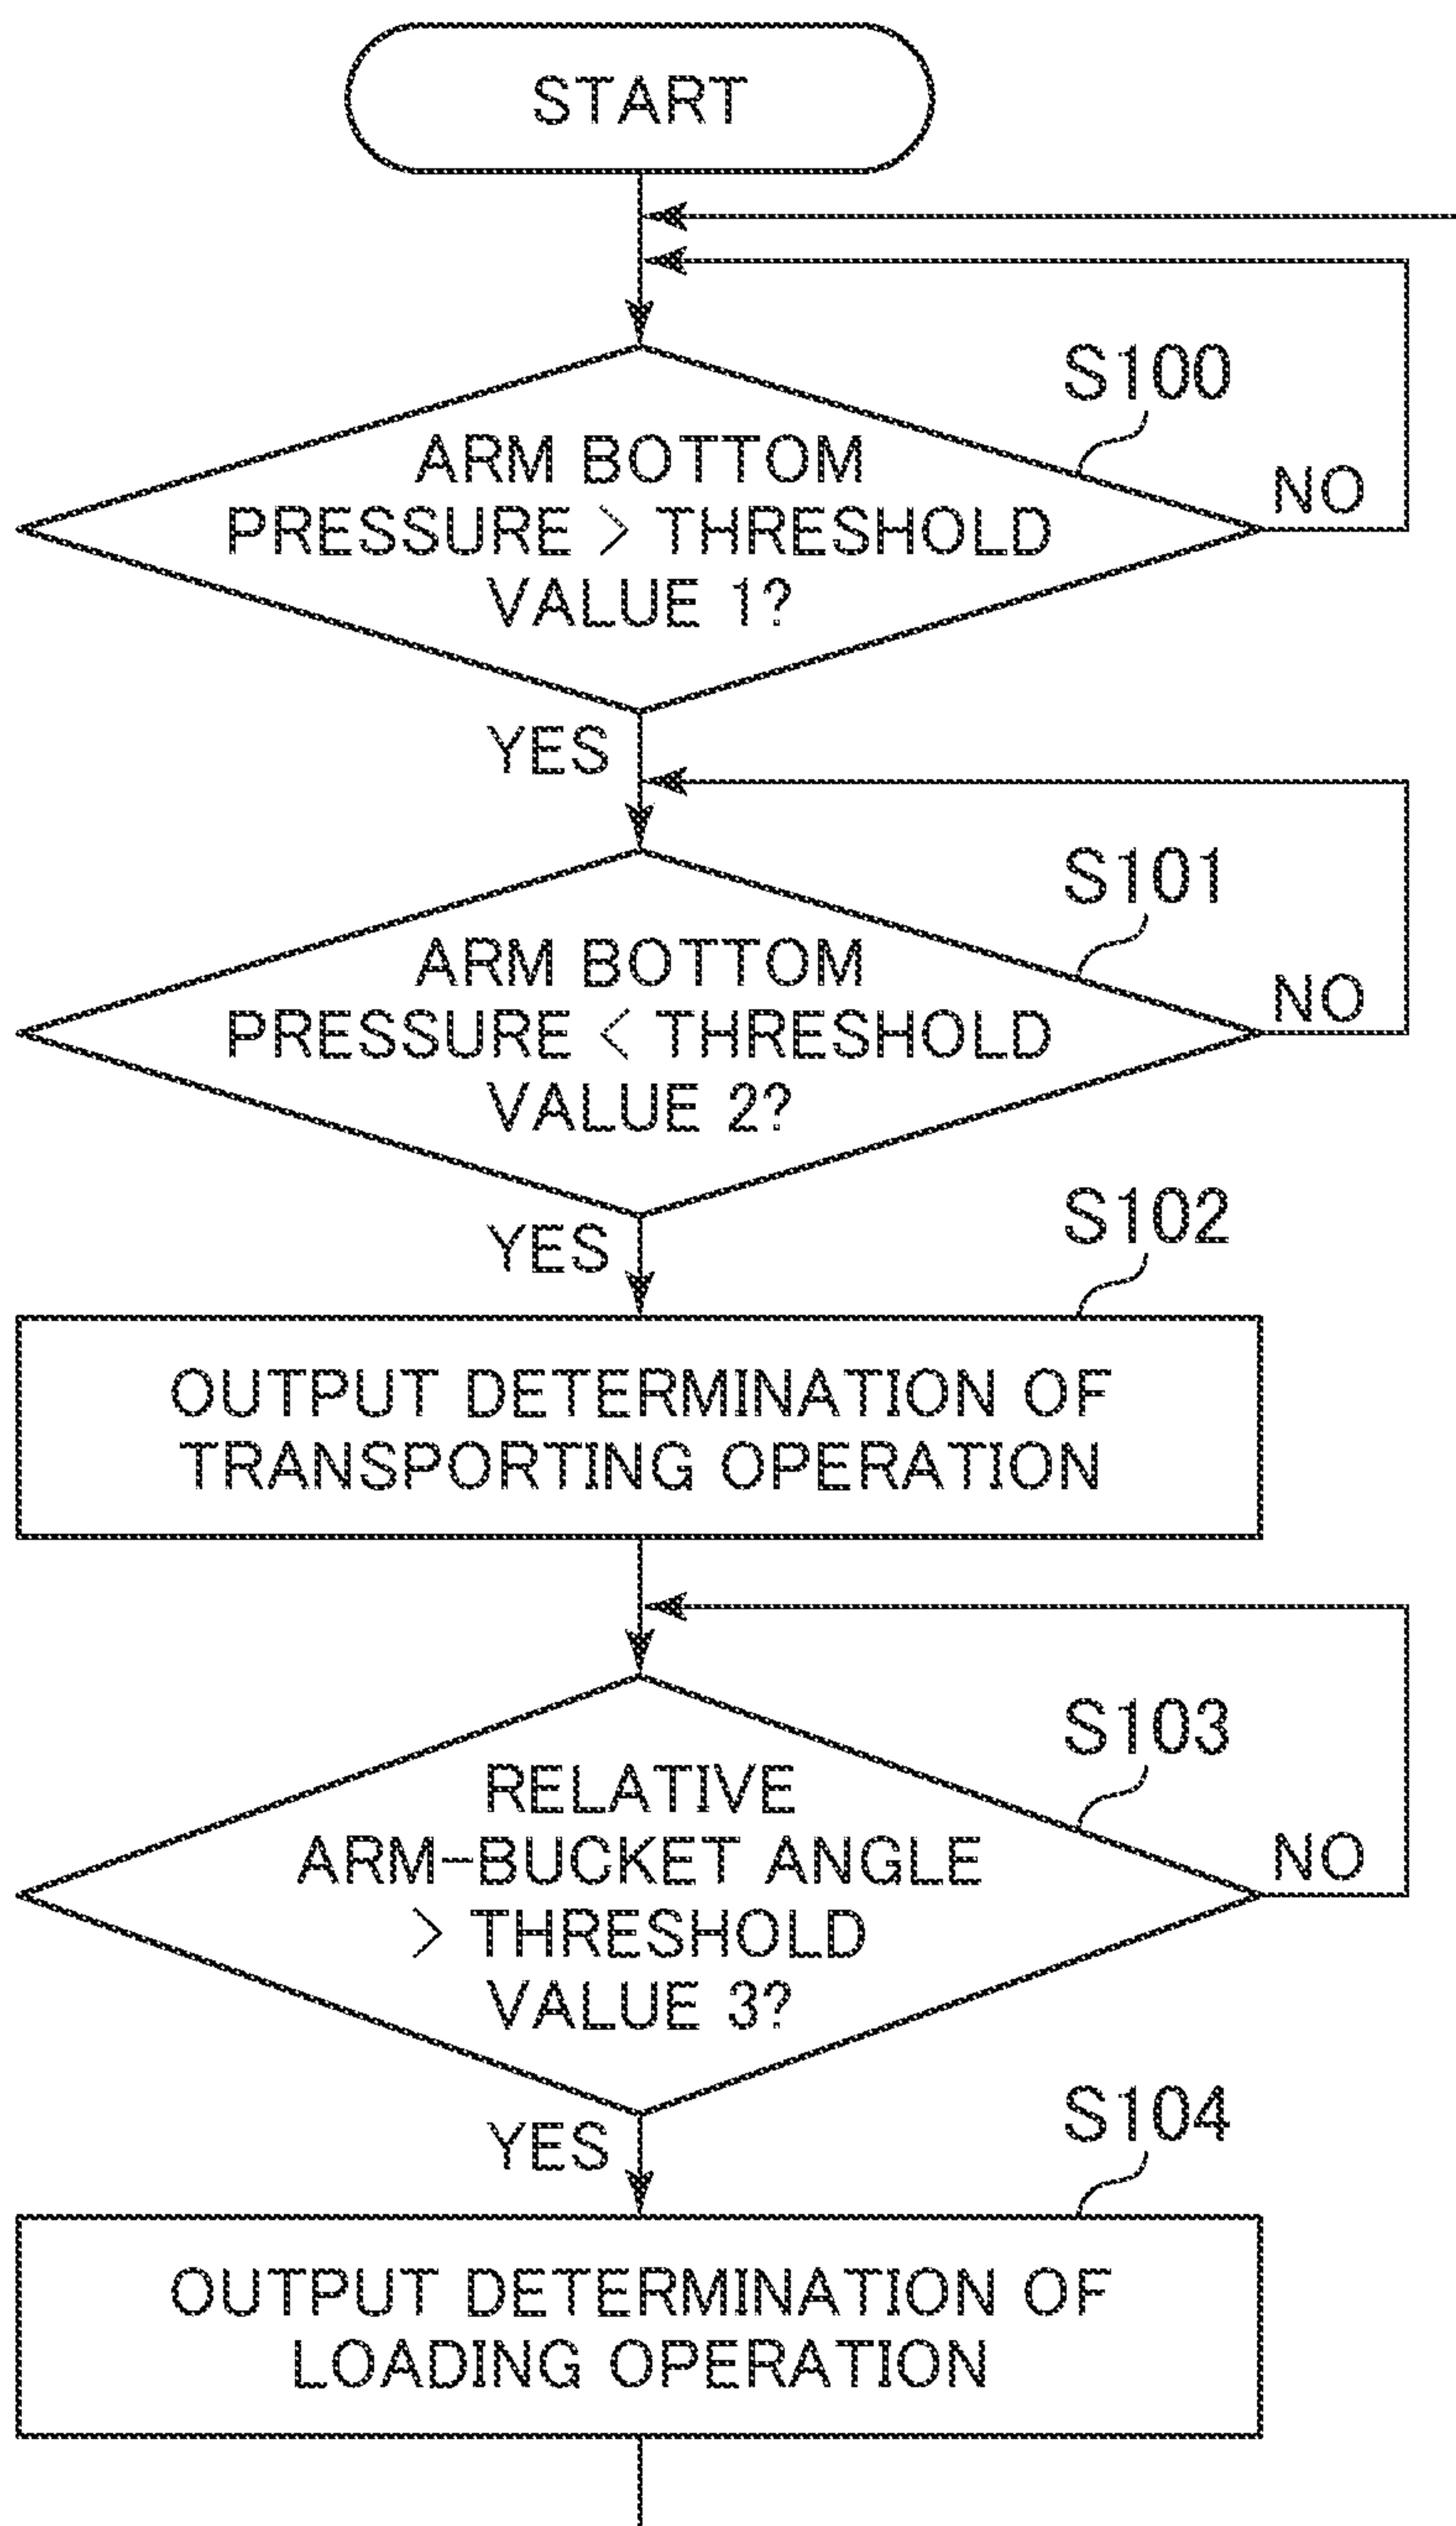 START
S100
ARM BOTTOM
PRESSURE > THRESHOLD
VALUE 1?
NO
YES
S101
ARM BOTTOM
PRESSURE < THRESHOLD
VALUE 2?
NO
YES
S102
OUTPUT DETERMINATION OF
TRANSPORTING OPERATION
S103
RELATIVE
ARM-BUCKET ANGLE
> THRESHOLD
VALUE 3?
NO
YES
S104
OUTPUT DETERMINATION OF
LOADING OPERATION